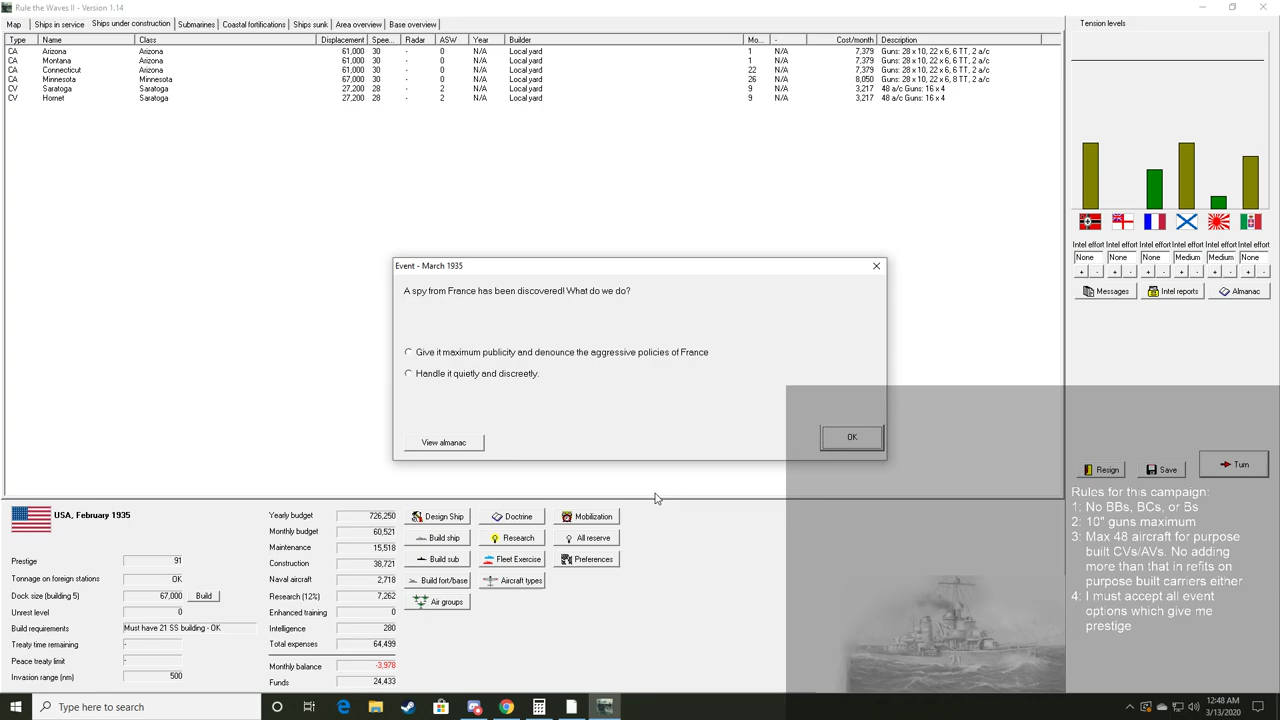 Rule the Waves II - Version 1.14
Map Ships in service Ships under construction Submarines Coastal fortifications Ships sunk Area overview Base overview
Type Name Class Displacement Spee... Radar ASW Year Builder Mo... - Cost/month Description
CA Arizona Arizona 61,000 30 - 0 N/A Local yard 1 N/A 7,379 Guns: 28 x 10, 22 x 6, 6 TT, 2 a/c
CA Montana Arizona 61,000 30 - 0 N/A Local yard 1 N/A 7,379 Guns: 28 x 10, 22 x 6, 6 TT, 2 a/c
CA Connecticut Arizona 61,000 30 - 0 N/A Local yard 22 N/A 7,379 Guns: 28 x 10, 22 x 6, 6 TT, 2 a/c
CA Minnesota Minnesota 67,000 30 - 0 N/A Local yard 26 N/A 8,050 Guns: 28 x 10, 22 x 6, 8 TT, 2 a/c
CV Saratoga Saratoga 27,200 28 - 2 N/A Local yard 9 N/A 3,217 48 a/c Guns: 16 x 4
CV Hornet Saratoga 27,200 28 - 2 N/A Local yard 9 N/A 3,217 48 a/c Guns: 16 x 4
Tension levels
Intel effort Intel effort Intel effort Intel effort Intel effort Intel effort
None None None Medium Medium None
+ - + - + - + - + - + -
Messages Intel reports Almanac
Event - March 1935
A spy from France has been discovered! What do we do?
Give it maximum publicity and denounce the aggressive policies of France
Handle it quietly and discreetly.
View almanac
OK
Resign Save Turn
Rules for this campaign:
1: No BBs, BCs, or Bs
2: 10" guns maximum
3: Max 48 aircraft for purpose
built CVs/AVs. No adding
more than that in refits on
purpose built carriers either
4: I must accept all event
options which give me
prestige
USA, February 1935
Prestige 91
Tonnage on foreign stations OK
Dock size (building 5) 67,000 Build
Unrest level 0
Build requirements Must have 21 SS building - OK
Treaty time remaining -
Peace treaty limit -
Invasion range (nm) 500
Yearly budget 726,250
Monthly budget 60,521
Maintenance 15,518
Construction 38,721
Naval aircraft 2,718
Research (12%) 7,262
Enhanced training 0
Intelligence 280
Total expenses 64,499
Monthly balance -3,978
Funds 24,433
Design Ship Doctrine Mobilization
Build ship Research All reserve
Build sub Fleet Exercise Preferences
Build fort/base Aircraft types
Air groups
21
Type here to search
12:48 AM
3/13/2020